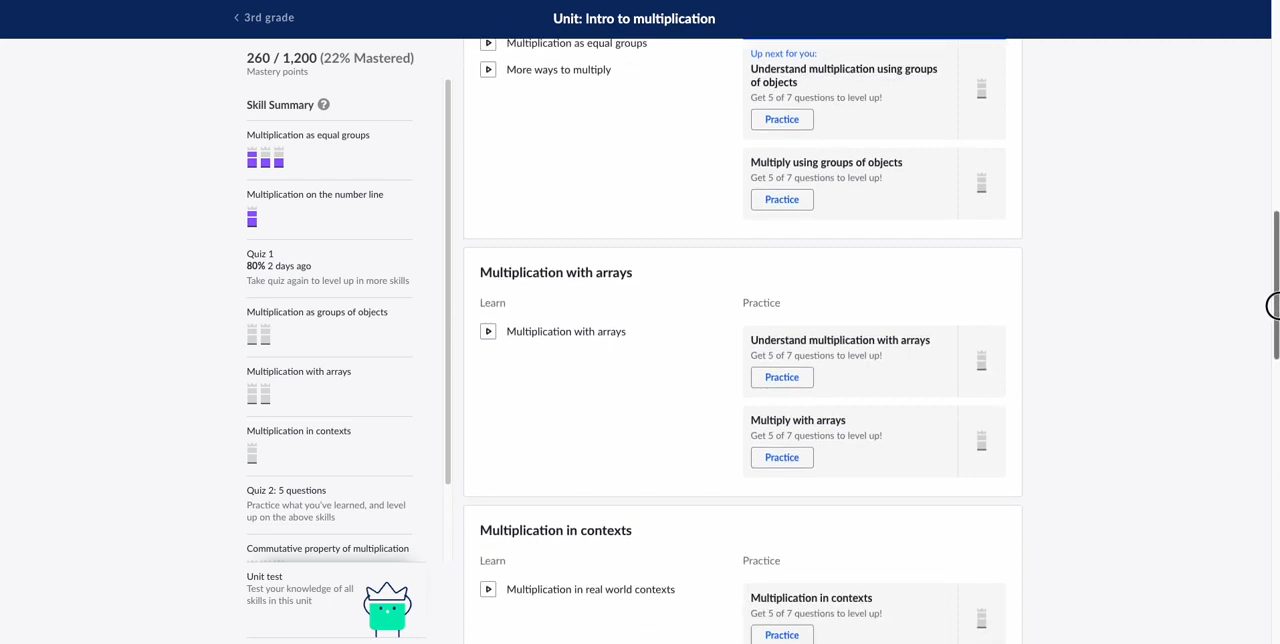 3rd grade
Unit: Intro to multiplication
260 / 1,200 (22% Mastered)
Mastery points
Skill Summary ?
Multiplication as equal groups
Multiplication on the number line
Quiz 1
80% 2 days ago
Take quiz again to level up in more skills
Multiplication as groups of objects
Multiplication with arrays
Multiplication in contexts
Quiz 2: 5 questions
Practice what you've learned, and level
up on the above skills
Commutative property of multiplication
Unit test
Test your knowledge of all
skills in this unit
Multiplication as equal groups
More ways to multiply
Up next for you:
Understand multiplication using groups
of objects
Get 5 of 7 questions to level up!
Practice
Multiply using groups of objects
Get 5 of 7 questions to level up!
Practice
Multiplication with arrays
Learn
Multiplication with arrays
Practice
Understand multiplication with arrays
Get 5 of 7 questions to level up!
Practice
Multiply with arrays
Get 5 of 7 questions to level up!
Practice
Multiplication in contexts
Learn
Multiplication in real world contexts
Practice
Multiplication in contexts
Get 5 of 7 questions to level up!
Practice